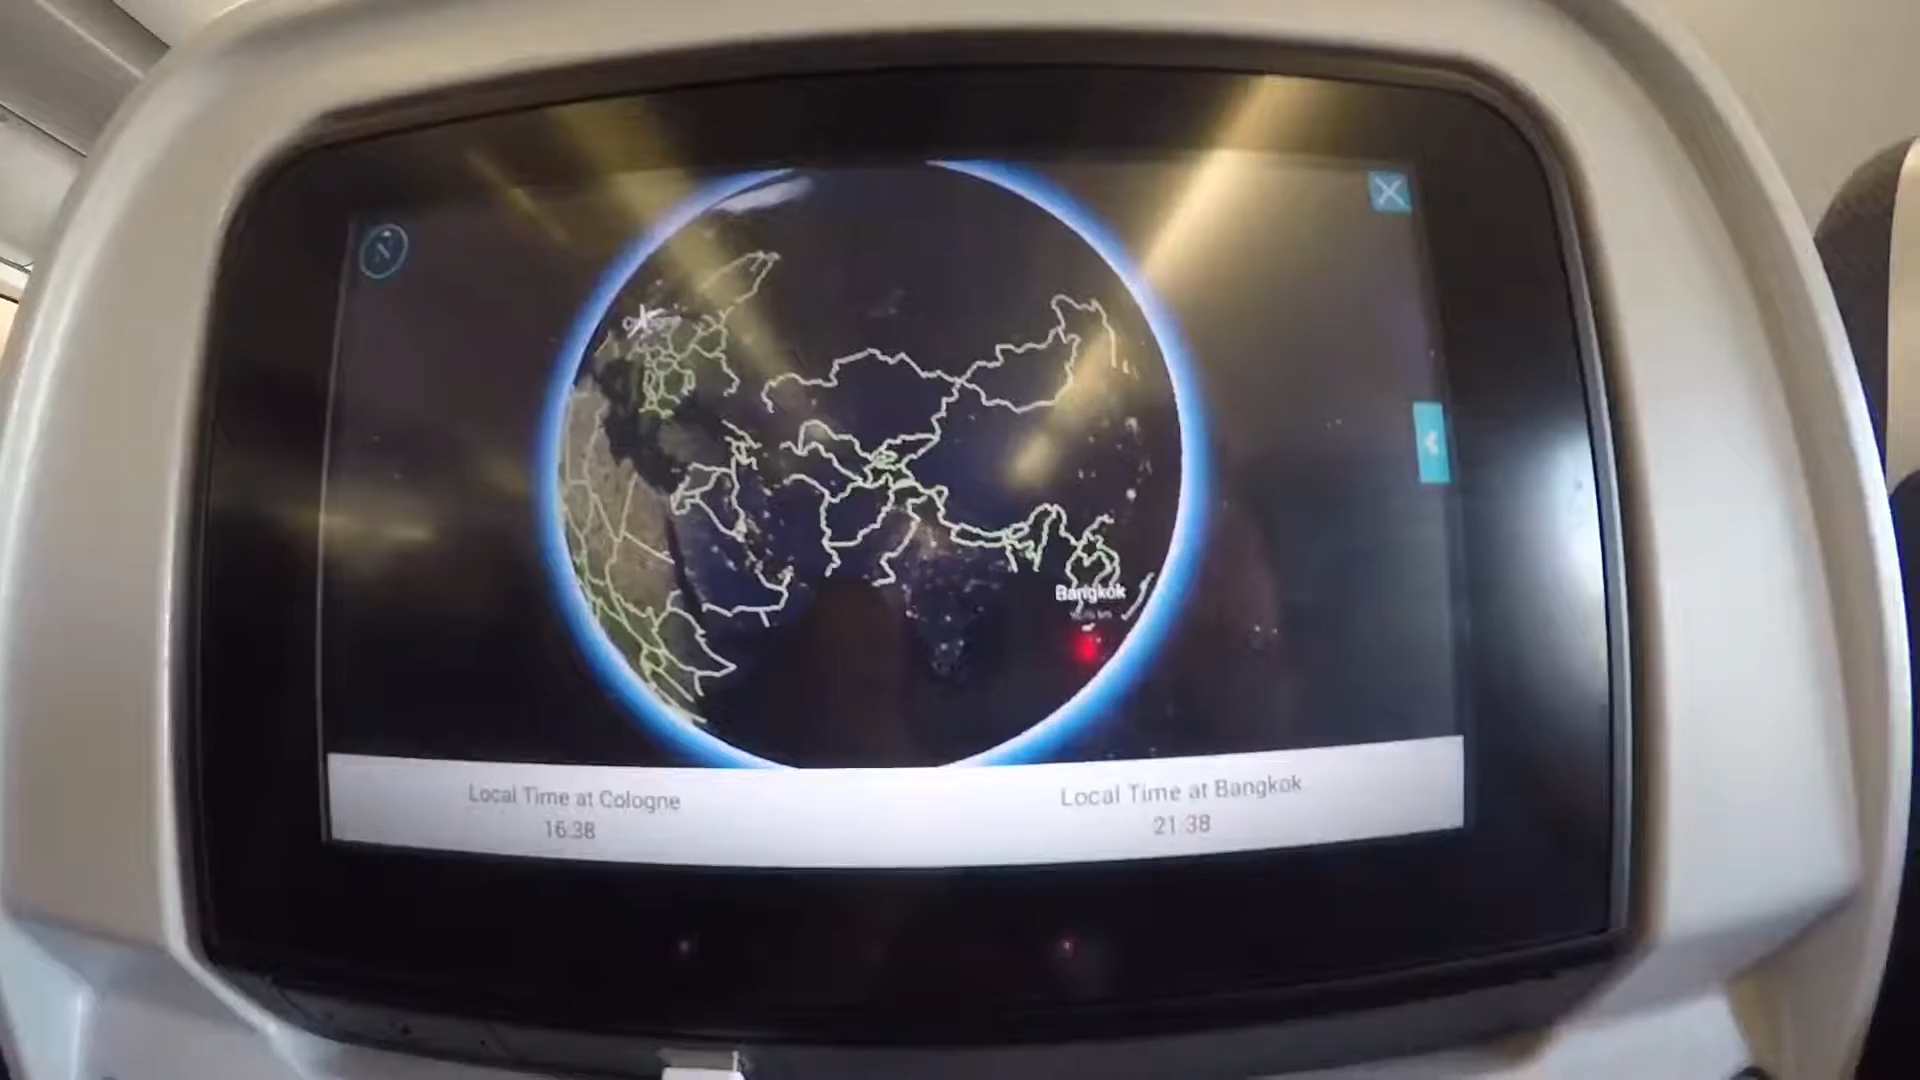 Bangkok
Local Time at Cologne
16:38
Local Time at Bangkok
21:38